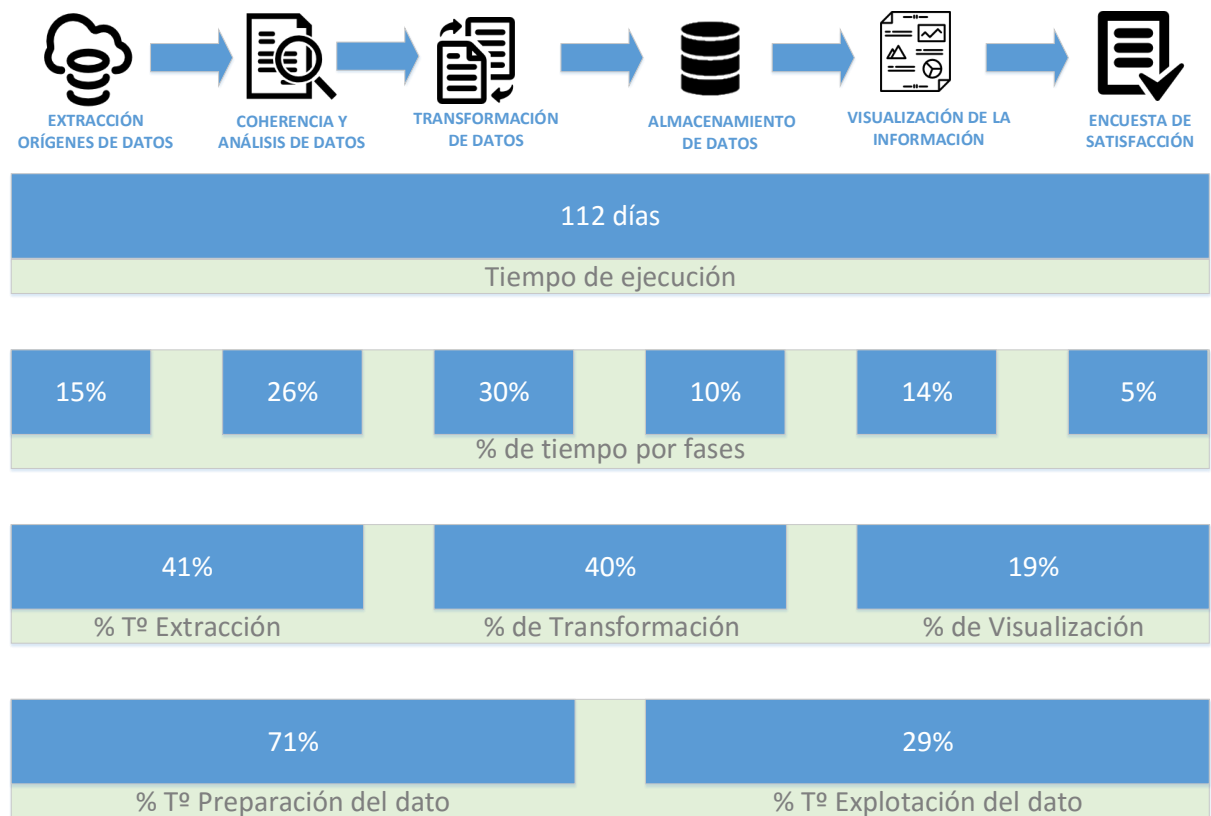 EXTRACCIÓN
ORÍGENES DE DATOS
COHERENCIA Y
ANÁLISIS DE DATOS
TRANSFORMACIÓN
DE DATOS
ALMACENAMIENTO
DE DATOS
VISUALIZACIÓN DE LA
INFORMACIÓN
ENCUESTA DE
SATISFACCIÓN
112 días
Tiempo de ejecución
15%
26%
30%
10%
14%
5%
% de tiempo por fases
41%
40%
19%
% Tº Extracción
% de Transformación
% de Visualización
71%
29%
% Tº Preparación del dato
% Tº Explotación del dato